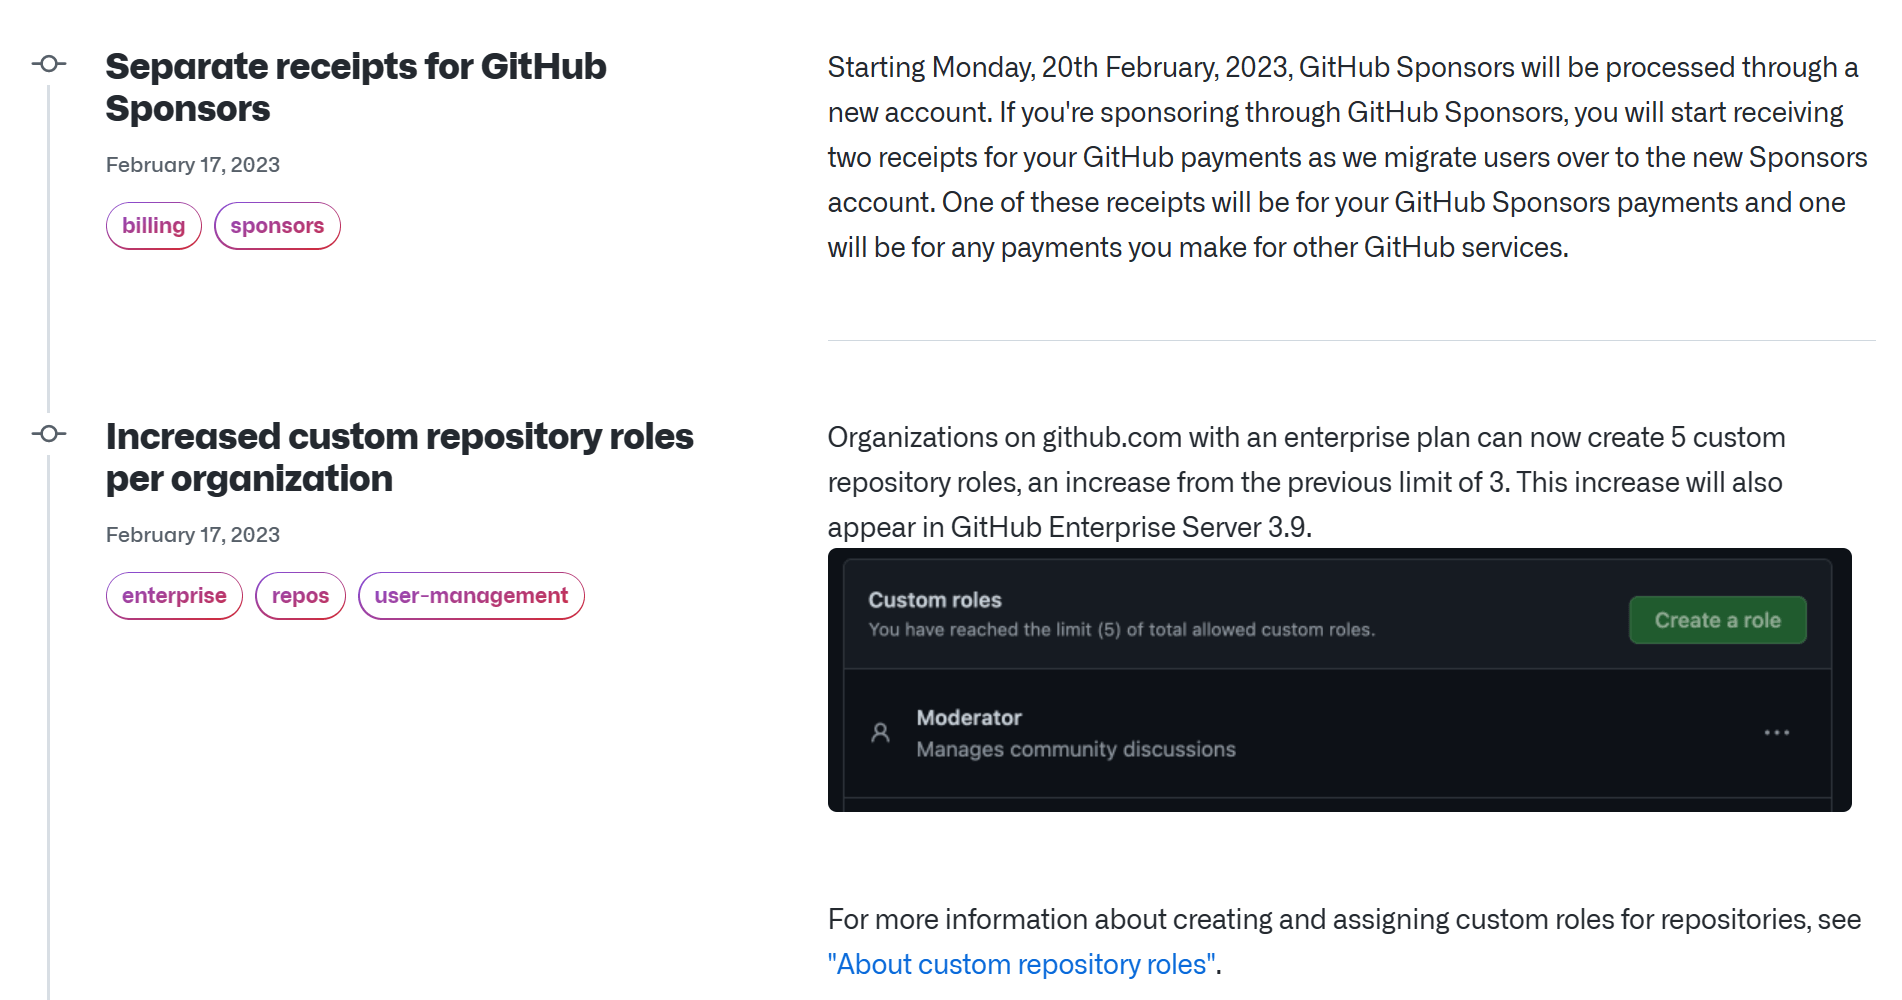 Separate receipts for GitHub
Sponsors
February 17, 2023
billing sponsors
Starting Monday, 20th February, 2023, GitHub Sponsors will be processed through a
new account. If you're sponsoring through GitHub Sponsors, you will start receiving
two receipts for your GitHub payments as we migrate users over to the new Sponsors
account. One of these receipts will be for your GitHub Sponsors payments and one
will be for any payments you make for other GitHub services.
Increased custom repository roles
per organization
February 17, 2023
enterprise repos user-management
Organizations on github.com with an enterprise plan can now create 5 custom
repository roles, an increase from the previous limit of 3. This increase will also
appear in GitHub Enterprise Server 3.9.
Custom roles
You have reached the limit (5) of total allowed custom roles.
Create a role
Moderator
Manages community discussions
For more information about creating and assigning custom roles for repositories, see
"About custom repository roles".